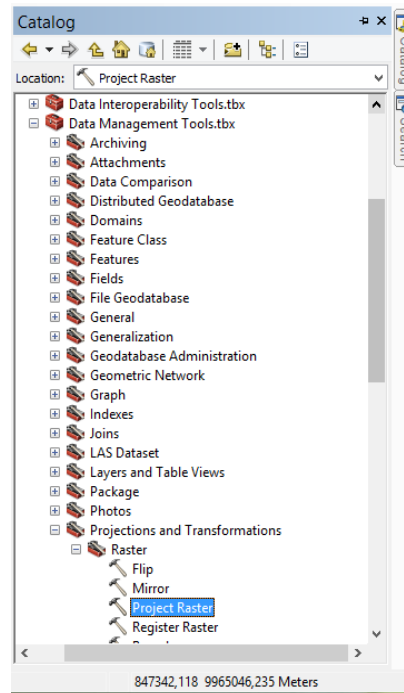 Catalog
Location: Project Raster
Data Interoperability Tools.tbx
Data Management Tools.tbx
Archiving
Attachments
Data Comparison
Distributed Geodatabase
Domains
Feature Class
Features
Fields
File Geodatabase
General
Generalization
Geodatabase Administration
Geometric Network
Graph
Indexes
Joins
LAS Dataset
Layers and Table Views
Package
Photos
Projections and Transformations
Raster
Flip
Mirror
Project Raster
Register Raster
847342,118 9965046,235 Meters